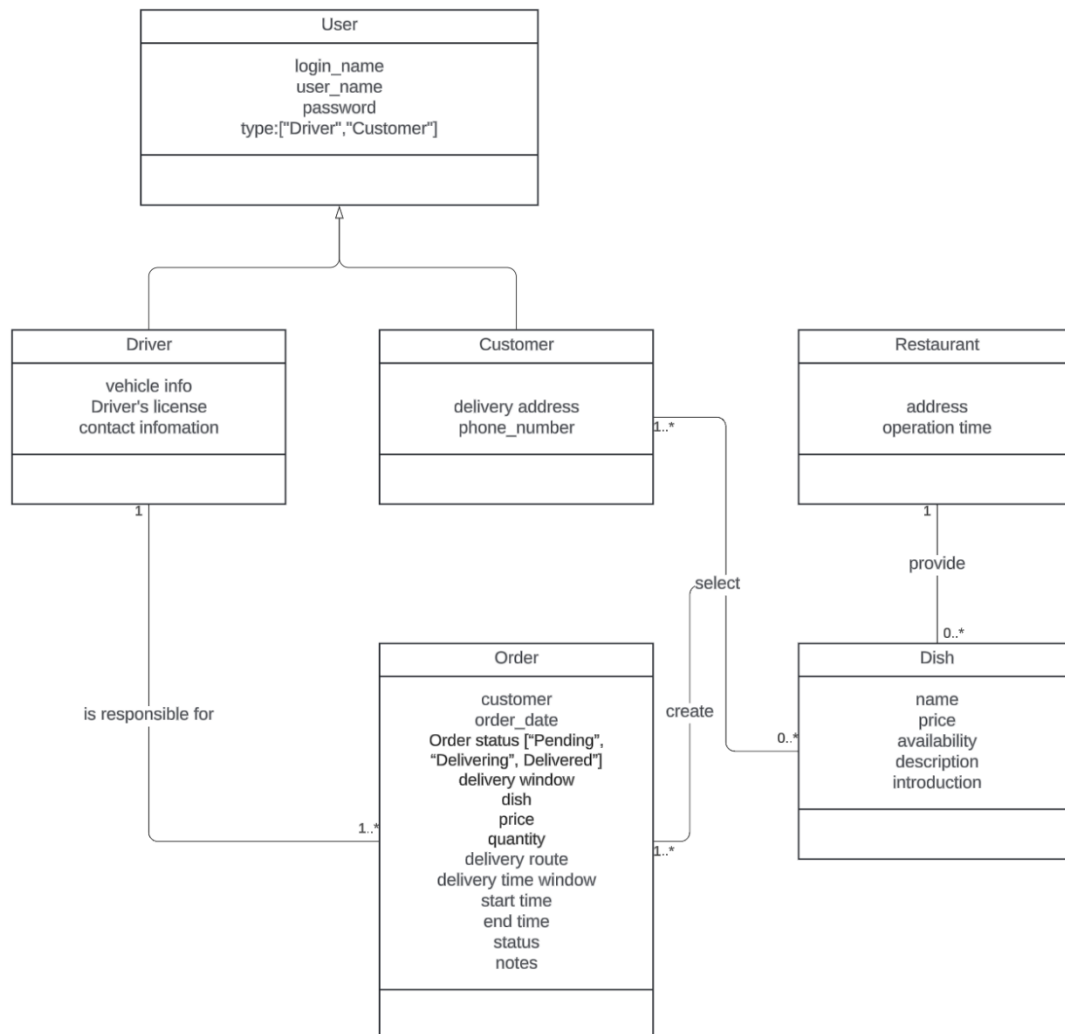 User
login_name
user_name
password
type:["Driver","Customer"]
Driver
vehicle info
Driver's license
contact infomation
Customer
delivery address
phone_number
Restaurant
address
operation time
1
1..*
1
provide
select
0..*
Order
customer
order_date
Order status [“Pending”,
“Delivering”, Delivered”]
delivery window
dish
price
quantity
delivery route
delivery time window
start time
end time
status
notes
Dish
name
price
availability
description
introduction
is responsible for
create
0..*
1..*
1..*